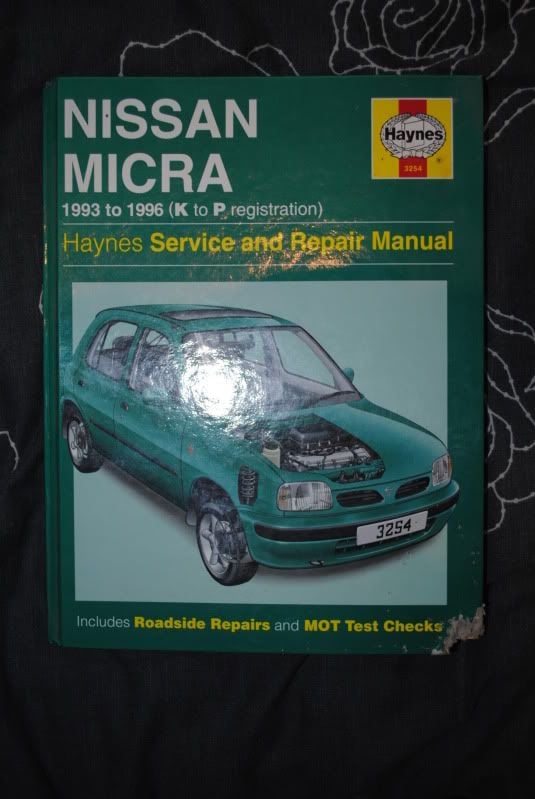 NISSAN
MICRA
Haynes
®
3254
1993 to 1996 (K to P registration)
Haynes Service and Repair Manual
3254
Includes Roadside Repairs and MOT Test Checks